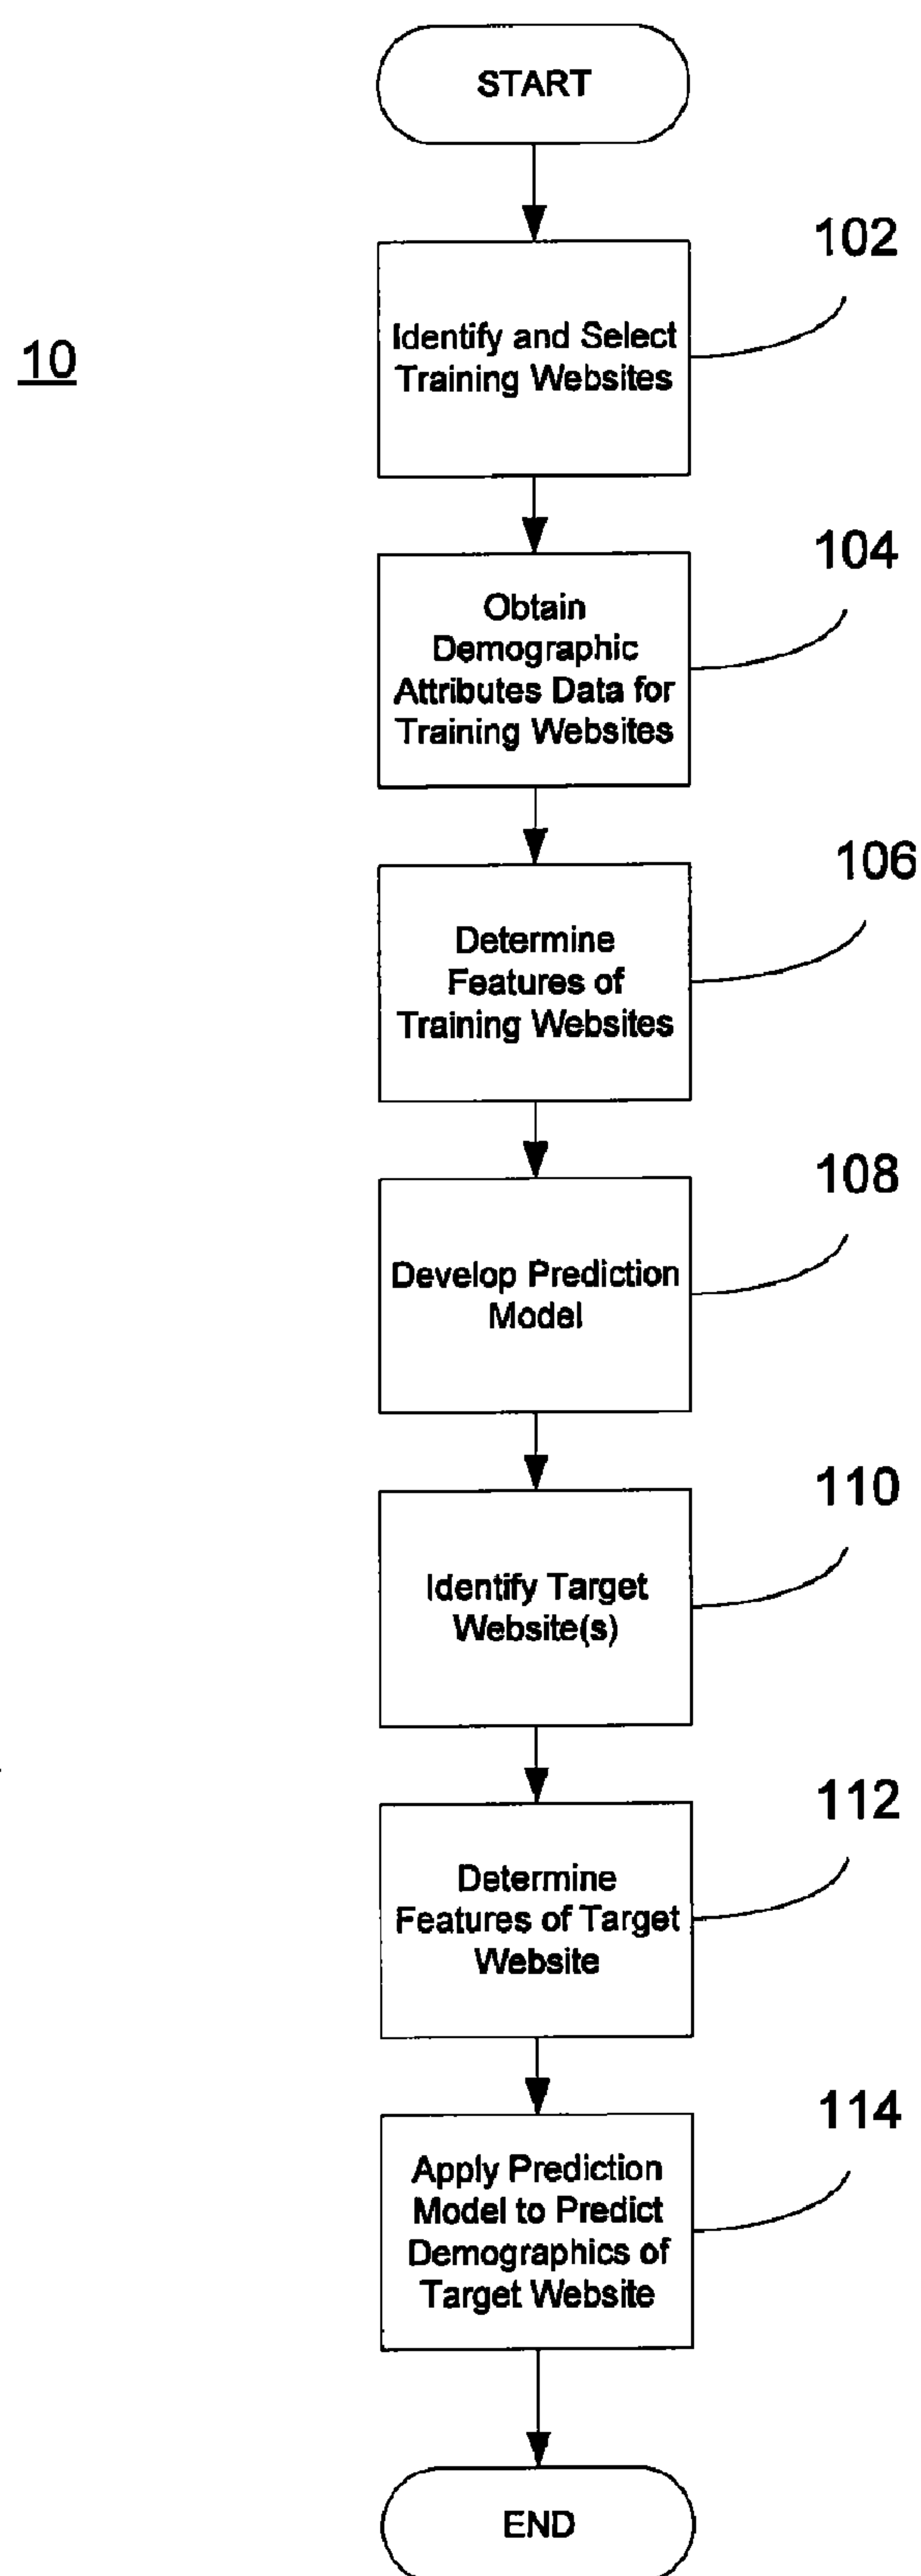 START
102
10
Identify and Select
Training Websites
104
Obtain
Demographic
Attributes Data for
Training Websites
106
Determine
Features of
Training Websites
108
Develop Prediction
Model
110
Identify Target
Website(s)
112
Determine
Features of Target
Website
114
Apply Prediction
Model to Predict
Demographics of
Target Website
END